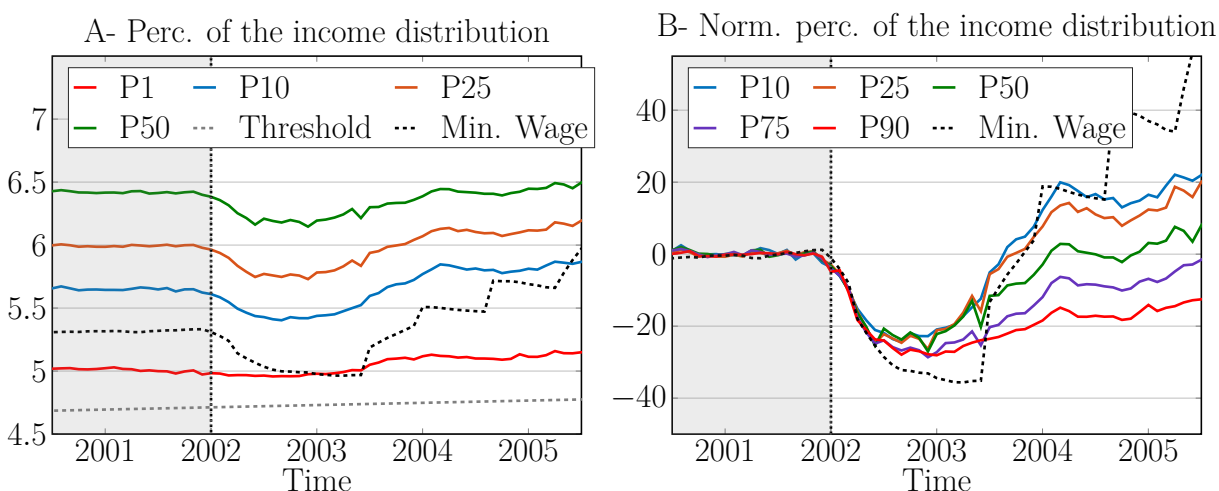 A- Perc. of the income distribution
P1 P10 P25
P50 Threshold Min. Wage
7
6.5
6
5.5
5
4.5
2001 2002 2003 2004 2005
Time
B- Norm. perc. of the income distribution
P10 P25 P50
P75 P90 Min. Wage
40
20
0
−20
−40
2001 2002 2003 2004 2005
Time